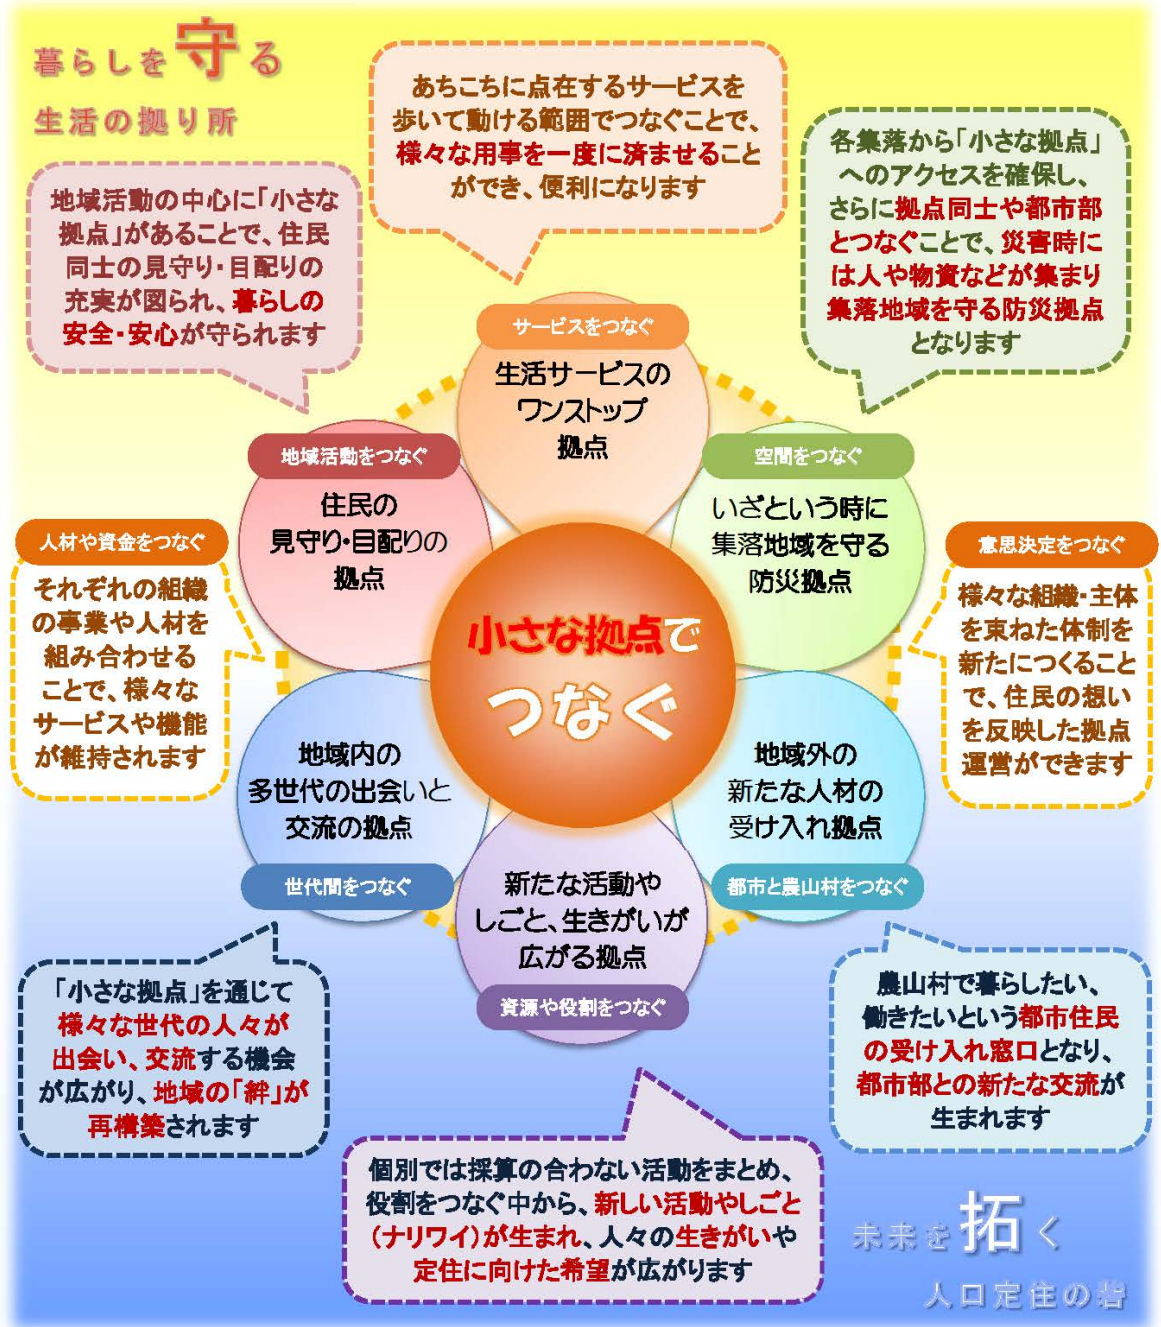 暮らしを守る
生活の拠り所
あちこちに点在するサービスを
歩いて動ける範囲でつなぐことで、
様々な用事を一度に済ませること
ができ、便利になります
地域活動の中心に「小さな
拠点」があることで、住民
同士の見守り・目配りの
充実が図られ、暮らしの
安全・安心が守られます
各集落から「小さな拠点」
へのアクセスを確保し、
さらに拠点同士や都市部
とつなぐことで、災害時に
は人や物資などが集まり
集落地域を守る防災拠点
となります
サービスをつなぐ
生活サービスの
ワンストップ
拠点
地域活動をつなぐ
住民の
見守り・目配りの
拠点
空間をつなぐ
いざという時に
集落地域を守る
防災拠点
人材や資金をつなぐ
それぞれの組織
の事業や人材を
組み合わせる
ことで、様々な
サービスや機能
が維持されます
意思決定をつなぐ
様々な組織・主体
を束ねた体制を
新たにつくること
で、住民の想い
を反映した拠点
運営ができます
小さな拠点で
つなぐ
地域内の
多世代の出会いと
交流の拠点
世代間をつなぐ
地域外の
新たな人材の
受け入れ拠点
都市と農山村をつなぐ
新たな活動や
しごと、生きがいが
広がる拠点
資源や役割をつなぐ
「小さな拠点」を通じて
様々な世代の人々が
出会い、交流する機会
が広がり、地域の「絆」が
再構築されます
農山村で暮らしたい、
働きたいという都市住民
の受け入れ窓口となり、
都市部との新たな交流が
生まれます
個別では採算の合わない活動をまとめ、
役割をつなぐ中から、新しい活動やしごと
(ナリワイ)が生まれ、人々の生きがいや
定住に向けた希望が広がります
未来を拓く
人口定住の砦